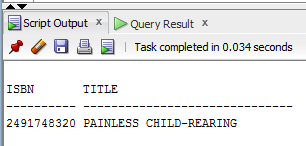 Script Output x Query Result x
Task completed in 0.034 seconds
ISBN TITLE
---------- ------------------------------
2491748320 PAINLESS CHILD-REARING